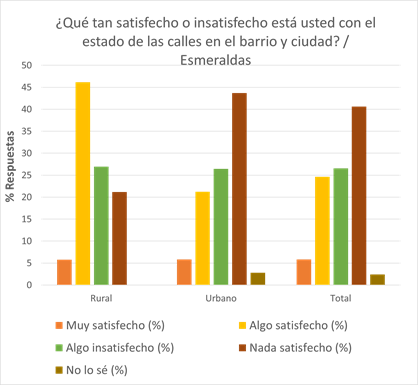 ¿Qué tan satisfecho o insatisfecho está usted con el
estado de las calles en el barrio y ciudad? /
Esmeraldas
% Respuestas
50
45
40
35
30
25
20
15
10
5
0
Rural Urbano Total
Muy satisfecho (%) Algo satisfecho (%)
Algo insatisfecho (%) Nada satisfecho (%)
No lo sé (%)